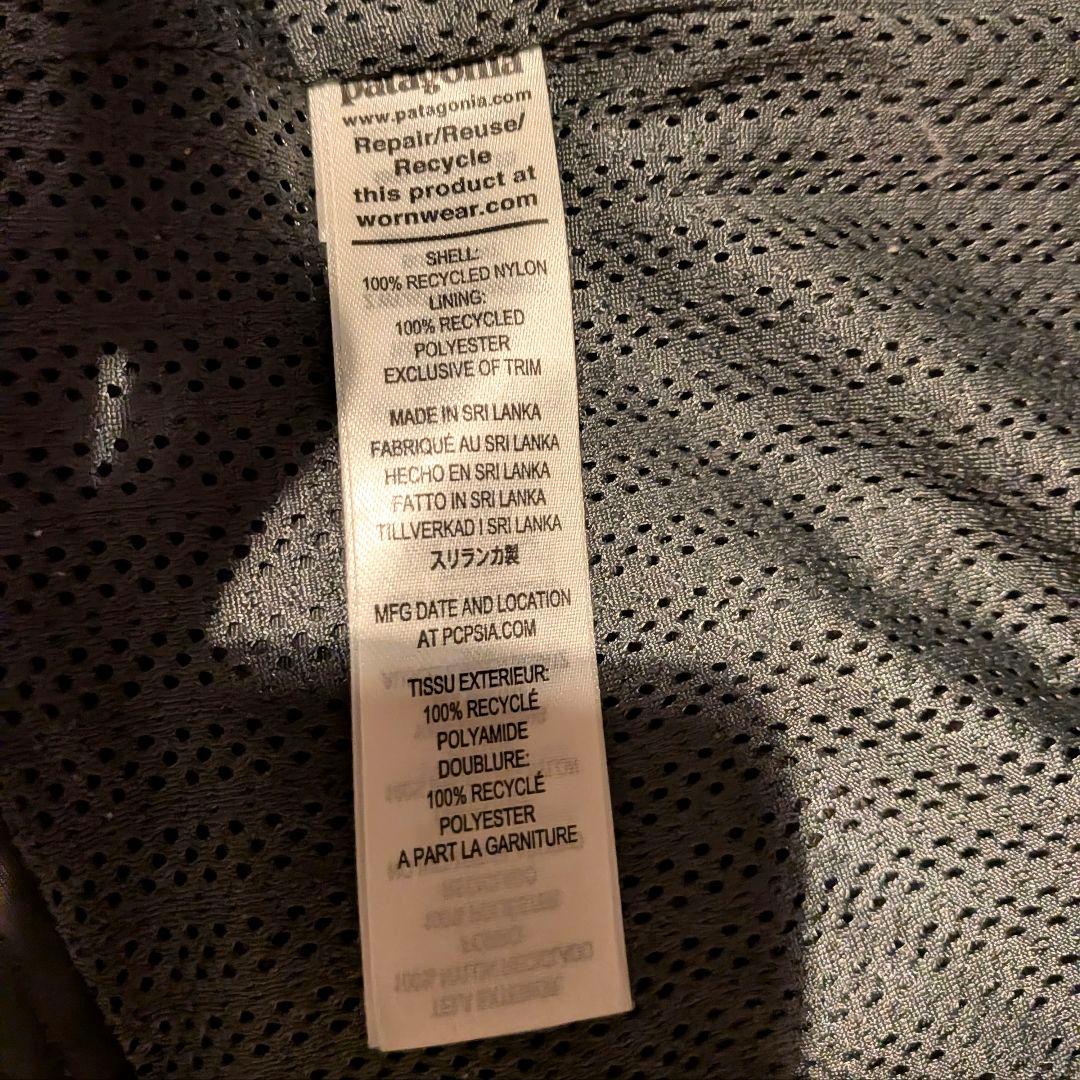 patagonia
www.patagonia.com
Repair/Reuse/
Recycle
this product at
wornwear.com
SHELL:
100% RECYCLED NYLON
LINING:
100% RECYCLED
POLYESTER
EXCLUSIVE OF TRIM
MADE IN SRI LANKA
FABRIQUÉ AU SRI LANKA
HECHO EN SRI LANKA
FATTO IN SRI LANKA
TILLVERKAD I SRI LANKA
スリランカ製
MFG DATE AND LOCATION
AT PCPSIA.COM
TISSU EXTERIEUR:
100% RECYCLÉ
POLYAMIDE
DOUBLURE:
100% RECYCLÉ
POLYESTER
A PART LA GARNITURE